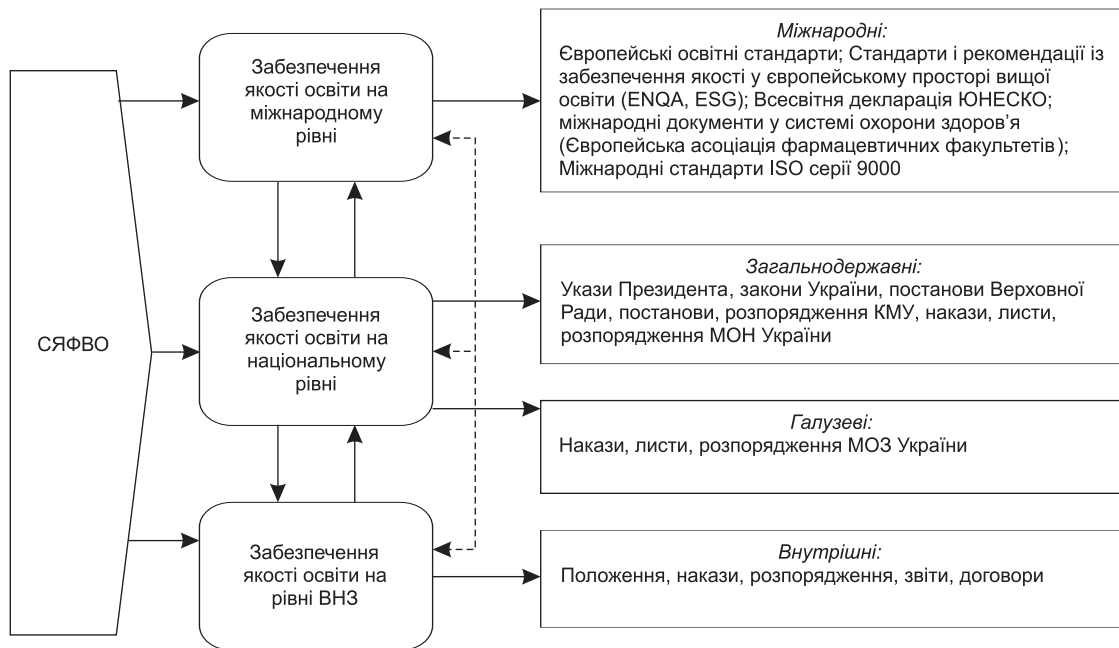 СЯФВО
Забезпечення
якості освіти на
міжнародному
рівні
Міжнародні:
Європейські освітні стандарти; Стандарти і рекомендації із
забезпечення якості у європейському просторі вищої
освіти (ENQA, ESG); Всесвітня декларація ЮНЕСКО;
міжнародні документи у системі охорони здоров’я
(Європейська асоціація фармацевтичних факультетів);
Міжнародні стандарти ISO серії 9000
Забезпечення
якості освіти на
національному
рівні
Загальнодержавні:
Укази Президента, закони України, постанови Верховної
Ради, постанови, розпорядження КМУ, накази, листи,
розпорядження МОН України
Галузеві:
Накази, листи, розпорядження МОЗ України
Забезпечення
якості освіти на
рівні ВНЗ
Внутрішні:
Положення, накази, розпорядження, звіти, договори